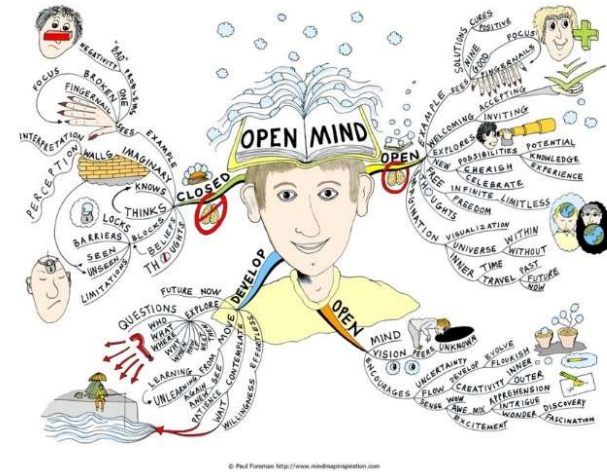 OPEN MIND
CLOSED
EXAMPLE
SEES
ONE
BROKEN
FINGERNAIL
FOCUS
NEGATIVITY
"BAD"
PROBLEMS
INTERPRETATION
PERCEPTION
IMAGINARY
WALLS
KNOWS
THINKS
BLOCKS
LOCKS
BARRIERS
SEEN
UNSEEN
LIMITATIONS
BELIEFS
THOUGHTS
OPEN
EXAMPLE
SEES
NINE
GOOD
FINGERNAILS
FOCUS
SOLUTIONS
CURES
POSITIVE
WELCOMING
ACCEPTING
INVITING
EXPLORES
NEW
POSSIBILITIES
POTENTIAL
KNOWLEDGE
EXPERIENCE
CHERISH
CELEBRATE
FREE
THOUGHTS
INFINITE
LIMITLESS
FREEDOM
IMAGINATION
VISUALIZATION
UNIVERSE
WITHIN
WITHOUT
INNER
TIME
TRAVEL
PAST
FUTURE
NOW
DEVELOP
FUTURE NOW
EXPLORE
QUESTIONS
WHO
WHAT
WHERE
MOVE
FROM
LEARNING
UNLEARNING
SEE
ANEW
AGAIN
CONTEMPLATE
WAIT
PATIENCE
WILLINGNESS
EFFORTLESS
OPEN
MIND
VISION
PEERS
UNKNOWN
ENCOURAGES
UNCERTAINTY
FLOW
DEVELOP
EVOLVE
FLOURISH
CREATIVITY
INNER
OUTER
SENSE
WOW
AWE
MIX
APPREHENSION
INTRIGUE
WONDER
DISCOVERY
FASCINATION
EXCITEMENT
© Paul Foreman http://www.mindmapinspiration.com